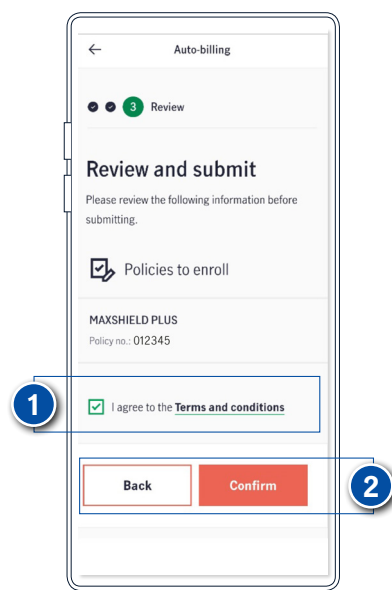 Auto-billing
3 Review
Review and submit
Please review the following information before
submitting.
Policies to enroll
MAXSHIELD PLUS
Policy no.: 012345
1
I agree to the Terms and conditions
Back Confirm
2